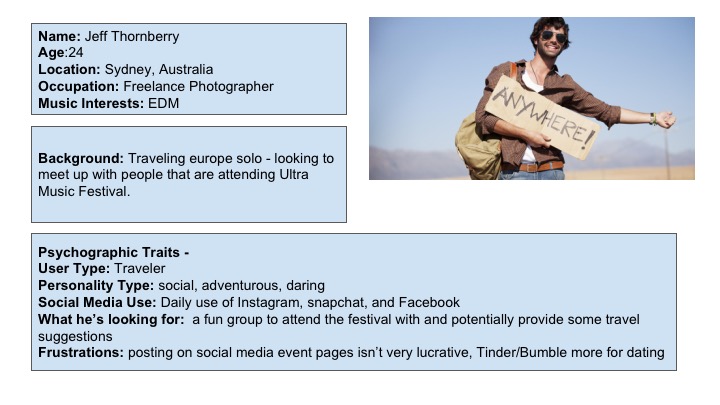 Name: Jeff Thornberry
Age:24
Location: Sydney, Australia
Occupation: Freelance Photographer
Music Interests: EDM
ANYWHERE!
Background: Traveling europe solo - looking to
meet up with people that are attending Ultra
Music Festival.
Psychographic Traits -
User Type: Traveler
Personality Type: social, adventurous, daring
Social Media Use: Daily use of Instagram, snapchat, and Facebook
What he’s looking for:  a fun group to attend the festival with and potentially provide some travel
suggestions
Frustrations: posting on social media event pages isn’t very lucrative, Tinder/Bumble more for dating